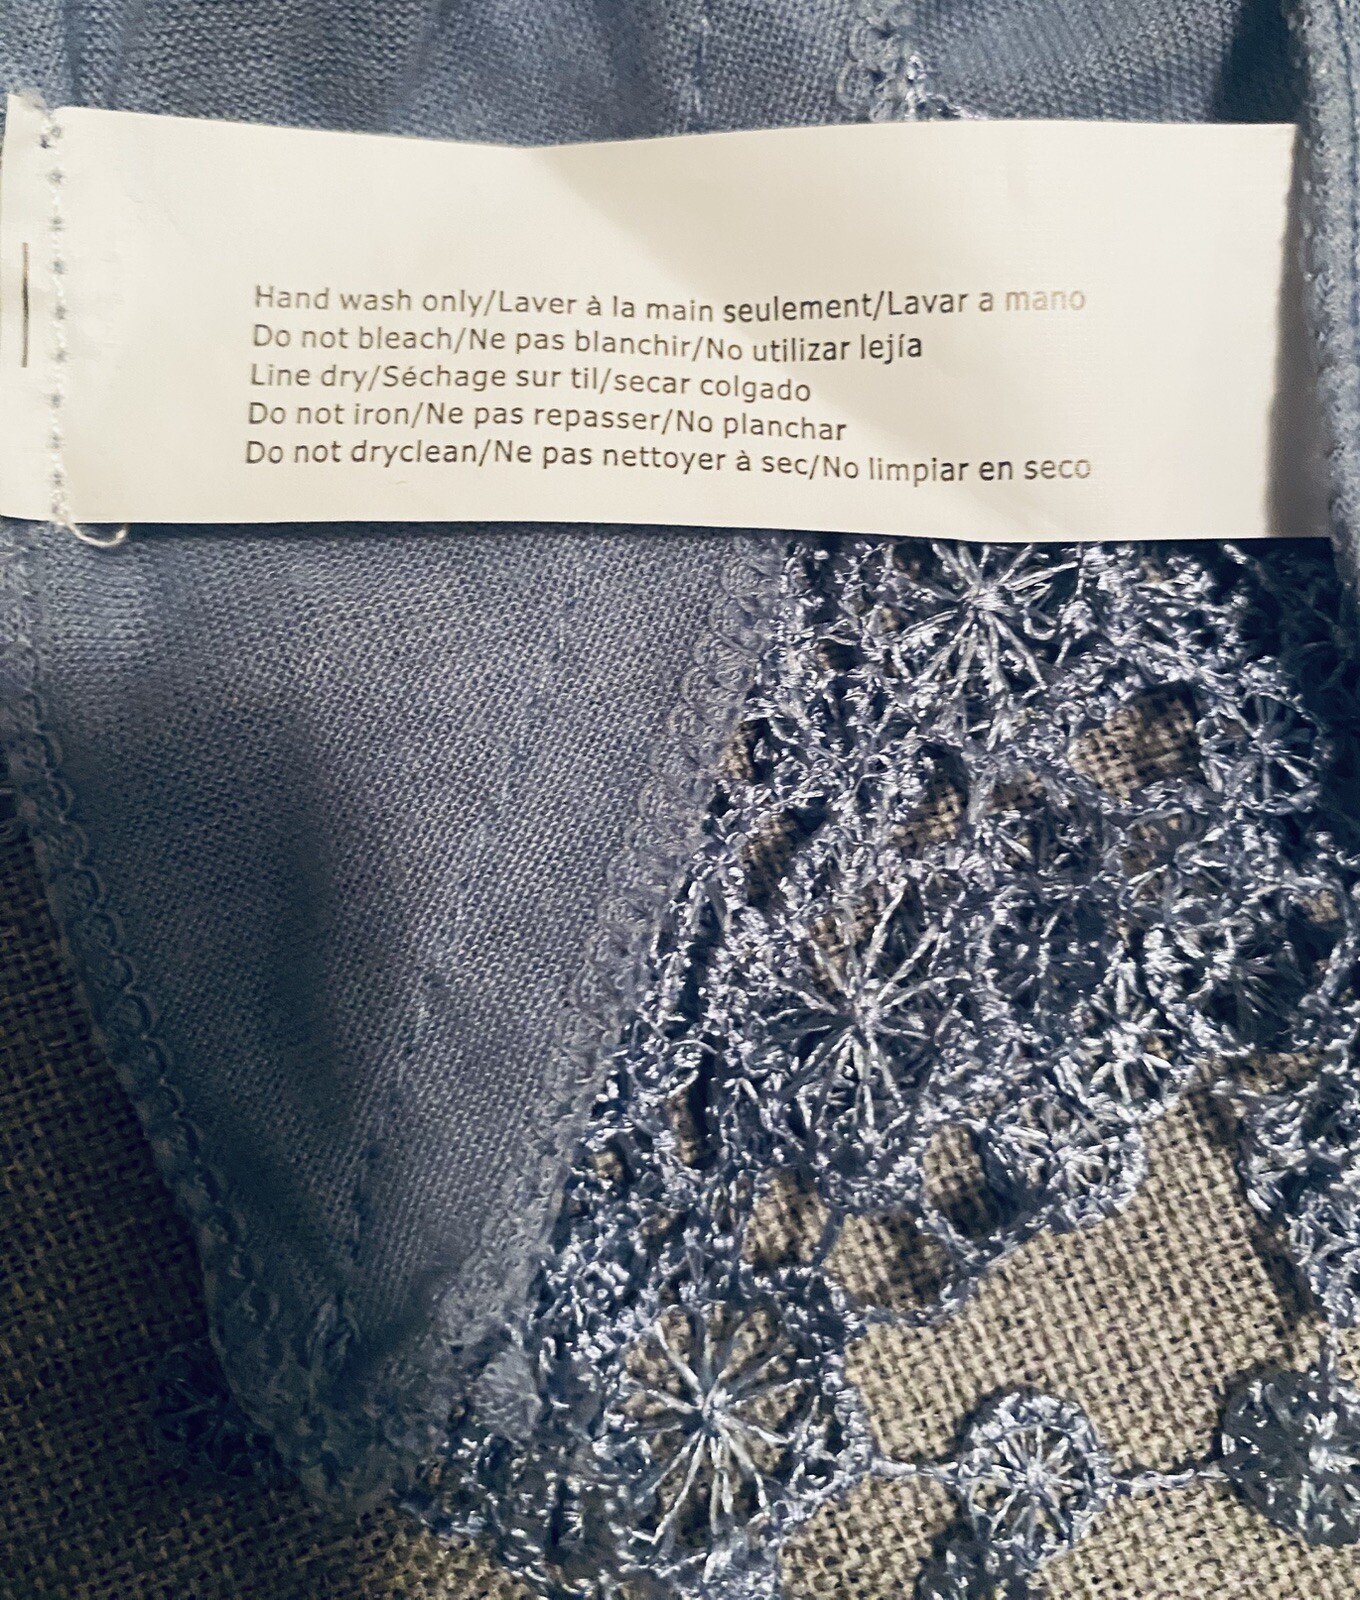 Hand wash only/Laver à la main seulement/Lavar a mano
Do not bleach/Ne pas blanchir/No utilizar lejía
Line dry/Séchage sur til/secar colgado
Do not iron/Ne pas repasser/No planchar
Do not dryclean/Ne pas nettoyer à sec/No limpiar en seco